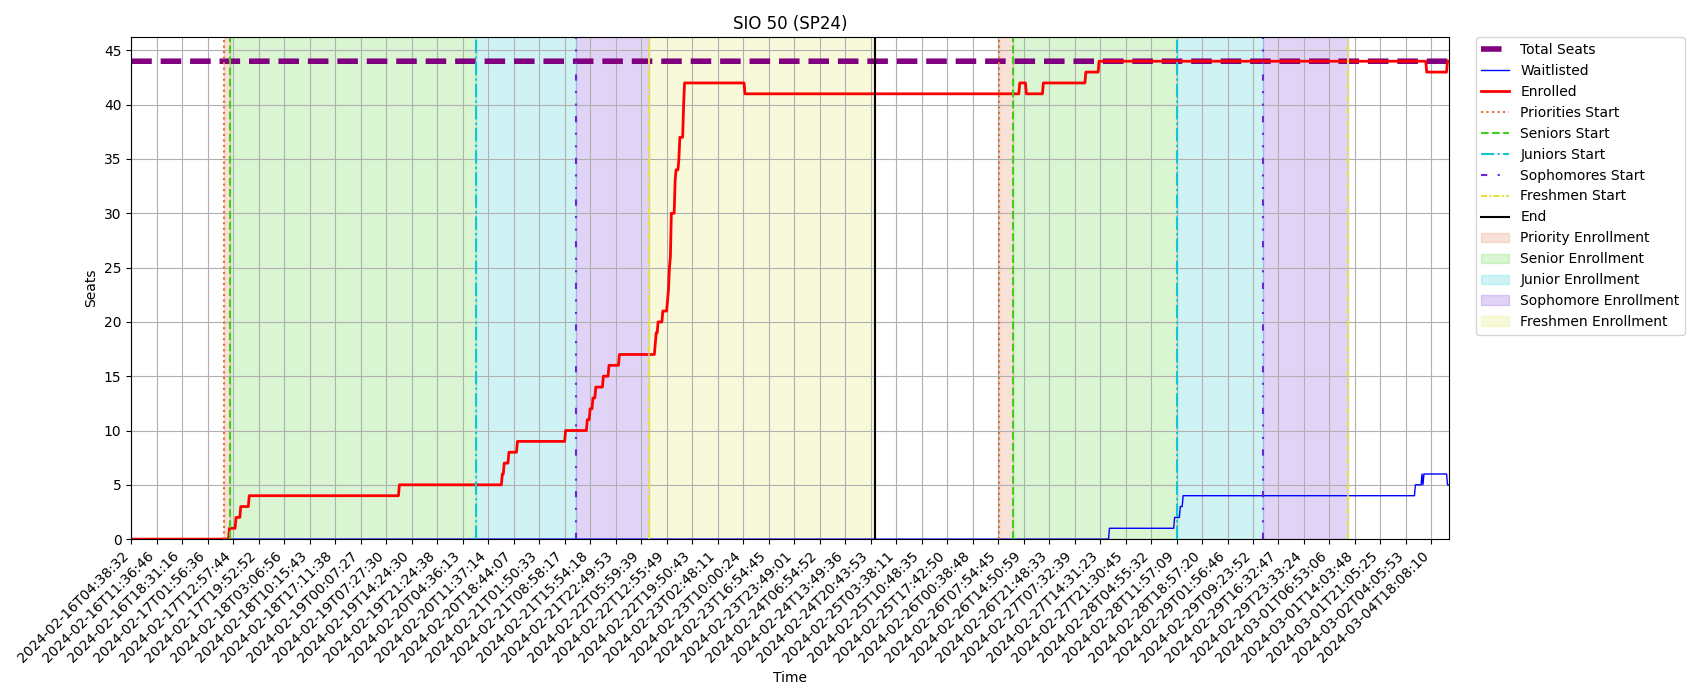 SIO 50 (SP24)
45
40
35
30
25
20
15
10
5
0
Seats
2024-02-16T04:38:32
2024-02-16T11:36:46
2024-02-16T18:31:16
2024-02-17T01:56:36
2024-02-17T12:57:44
2024-02-17T19:52:52
2024-02-18T03:06:56
2024-02-18T10:15:43
2024-02-18T17:11:38
2024-02-19T00:07:27
2024-02-19T07:27:30
2024-02-19T14:24:30
2024-02-19T21:24:38
2024-02-20T04:36:13
2024-02-20T11:37:14
2024-02-20T18:44:07
2024-02-21T01:50:33
2024-02-21T08:58:17
2024-02-21T15:54:18
2024-02-21T22:49:53
2024-02-22T05:59:39
2024-02-22T12:55:49
2024-02-22T19:50:43
2024-02-23T02:48:11
2024-02-23T10:00:24
2024-02-23T16:54:45
2024-02-23T23:49:01
2024-02-24T06:54:52
2024-02-24T13:49:36
2024-02-24T20:43:53
2024-02-25T03:38:11
2024-02-25T10:48:35
2024-02-25T17:42:50
2024-02-26T00:38:48
2024-02-26T07:54:45
2024-02-26T14:50:59
2024-02-26T21:48:33
2024-02-27T07:32:39
2024-02-27T14:31:23
2024-02-27T21:30:45
2024-02-28T04:55:32
2024-02-28T11:57:09
2024-02-28T18:57:20
2024-02-29T01:56:46
2024-02-29T09:23:52
2024-02-29T16:32:47
2024-02-29T23:33:24
2024-03-01T06:53:06
2024-03-01T14:03:48
2024-03-01T21:05:25
2024-03-02T04:05:53
2024-03-04T18:08:10
Time
Total Seats
Waitlisted
Enrolled
Priorities Start
Seniors Start
Juniors Start
Sophomores Start
Freshmen Start
End
Priority Enrollment
Senior Enrollment
Junior Enrollment
Sophomore Enrollment
Freshmen Enrollment